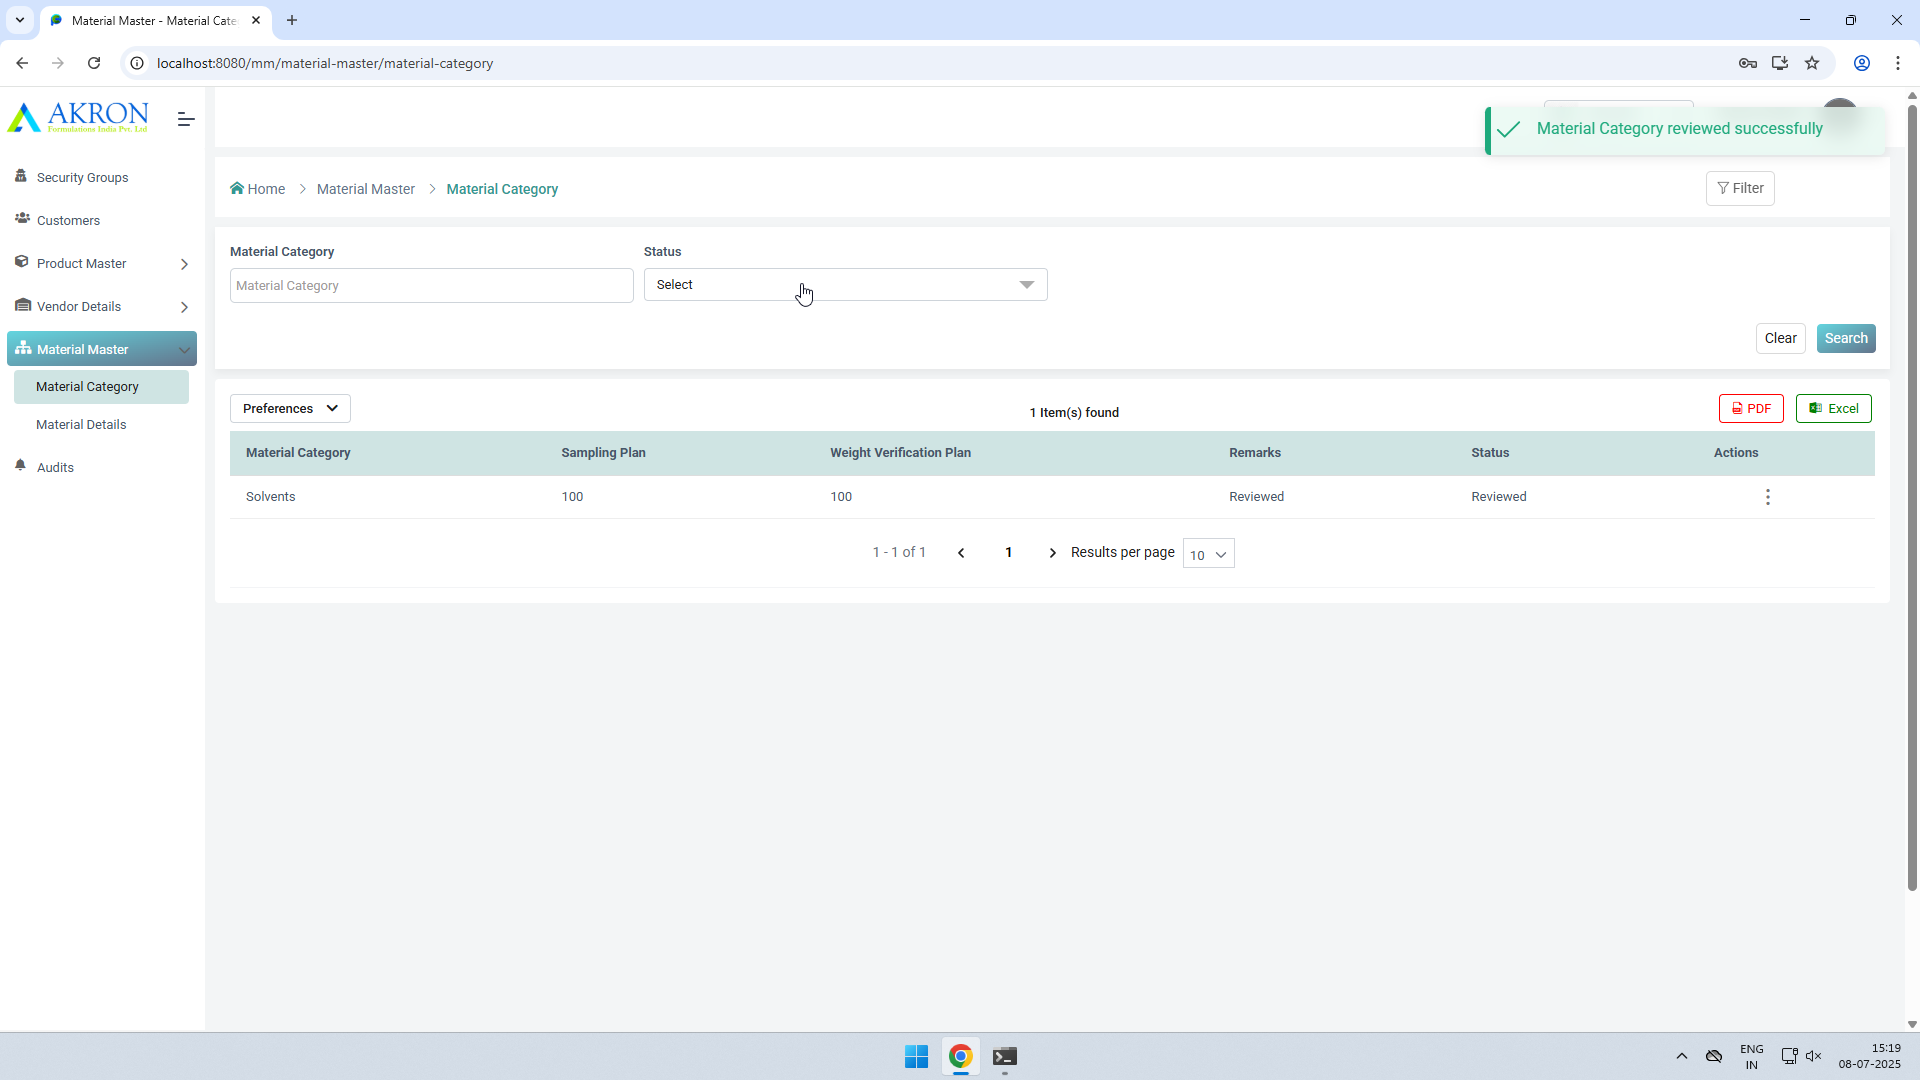 Material Master - Material Cate
localhost:8080/mm/material-master/material-category
AKRON
Formulations India Pvt. Ltd
Material Category reviewed successfully
Security Groups
Customers
Product Master
Vendor Details
Material Master
Material Category
Material Details
Audits
Home > Material Master > Material Category
Filter
Material Category
Status
Material Category
Select
Clear
Search
Preferences
1 Item(s) found
PDF
Excel
Material Category Sampling Plan Weight Verification Plan Remarks Status Actions
Solvents 100 100 Reviewed Reviewed
1 - 1 of 1
1
Results per page
10
ENG
IN
15:19
08-07-2025